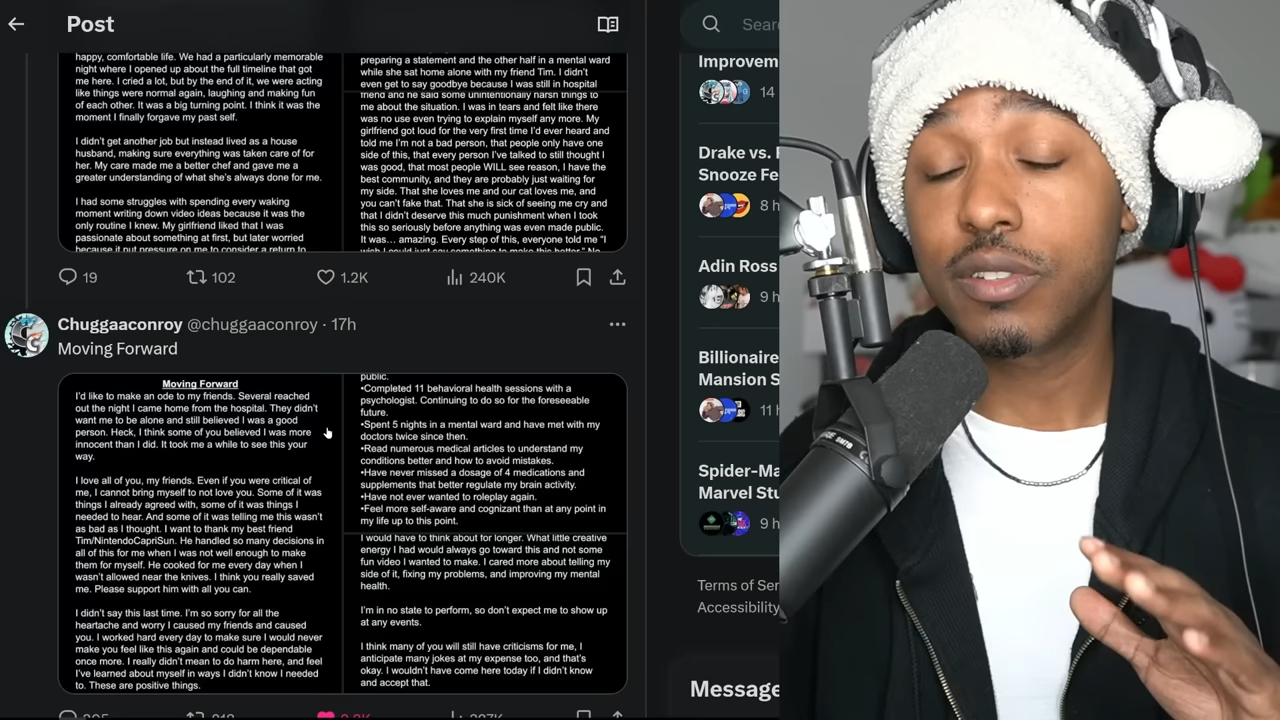 Post
happy, comfortable life. We had a particularly memorable
night where I opened up about the full timeline that got
me here. I cried a lot, but by the end of it, we were acting
like things were normal again, laughing and making fun
of each other. It was a big turning point. I think it was the
moment I finally forgave my past self.
I didn't get another job but instead lived as a house
husband, making sure everything was taken care of for
her. My care made me a better chef and gave me a
greater understanding of what she's always done for me.
I had some struggles with spending every waking
moment writing down video ideas because it was the
only routine I knew. My girlfriend liked that I was
passionate about something at first, but later worried
because it put pressure on me to consider a return to
preparing a statement and the other half in a mental ward
while she sat home alone with my friend Tim. I didn't
even get to say goodbye because I was still in hospital
friend and he said some unintentionally harsh things to
me about the situation. I was in tears and felt like there
was no use even trying to explain myself any more. My
girlfriend got loud for the very first time I'd ever heard and
told me I'm not a bad person, that people only have one
side of this, that every person I've talked to still thought I
was good, that most people WILL see reason, I have the
best community, and they are probably just waiting for
my side. That she loves me and our cat loves me, and
you can't fake that. That she is sick of seeing me cry and
that I didn't deserve this much punishment when I took
this so seriously before anything was even made public.
It was... amazing. Every step of this, everyone told me "I
wish I could just say something to make this better." No
19 102 1.2K 240K
Chuggaaconroy @chuggaaconroy · 17h
Moving Forward
Moving Forward
I'd like to make an ode to my friends. Several reached
out the night I came home from the hospital. They didn't
want me to be alone and still believed I was a good
person. Heck, I think some of you believed I was more
innocent than I did. It took me a while to see this your
way.
I love all of you, my friends. Even if you were critical of
me, I cannot bring myself to not love you. Some of it was
things I already agreed with, some of it was things I
needed to hear. And some of it was telling me this wasn't
as bad as I thought. I want to thank my best friend
Tim/NintendoCapriSun. He handled so many decisions in
all of this for me when I was not well enough to make
them for myself. He cooked for me every day when I
wasn't allowed near the knives. I think you really saved
me. Please support him with all you can.
I didn't say this last time. I'm so sorry for all the
heartache and worry I caused my friends and caused
you. I worked hard every day to make sure I would never
make you feel like this again and could be dependable
once more. I really didn't mean to do harm here, and feel
I've learned about myself in ways I didn't know I needed
to. These are positive things.
public.
•Completed 11 behavioral health sessions with a
psychologist. Continuing to do so for the foreseeable
future.
•Spent 5 nights in a mental ward and have met with my
doctors twice since then.
•Read numerous medical articles to understand my
conditions better and how to avoid mistakes.
•Have never missed a dosage of 4 medications and
supplements that better regulate my brain activity.
•Have not ever wanted to roleplay again.
•Feel more self-aware and cognizant than at any point in
my life up to this point.
I would have to think about for longer. What little creative
energy I had would always go toward this and not some
fun video I wanted to make. I cared more about telling my
side of it, fixing my problems, and improving my mental
health.
I'm in no state to perform, so don't expect me to show up
at any events.
I think many of you will still have criticisms for me, I
anticipate many jokes at my expense too, and that's
okay. I wouldn't have come here today if I didn't know
and accept that.
Sear
Improvem
14
Drake vs.
Snooze Fe
8 h
Adin Ross
9 h
Billionaire
Mansion S
11 h
Spider-Ma
Marvel Stu
9 h
Terms of Ser
Accessibility
Message